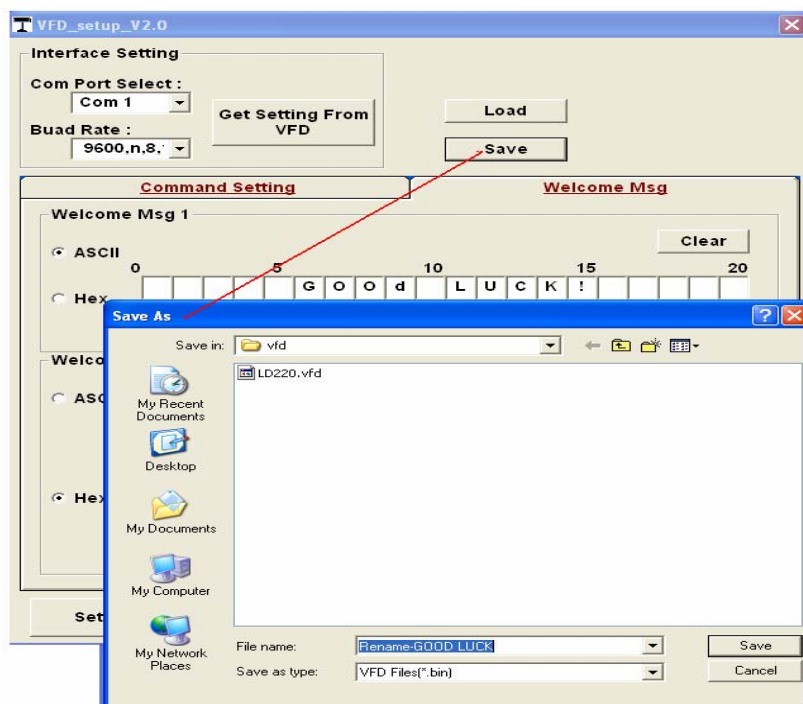 VFD_setup_V2.0
Interface Setting
Com Port Select :
Com 1
Get Setting From
VFD
Buad Rate :
9600,n,8,
Load
Save
Command Setting
Welcome Msg
Welcome Msg 1
ASCII
Clear
0 5 10 15 20
Hex
G O O d L U C K !
Save As
Save in:
vfd
LD220.vfd
My Recent
Documents
Desktop
My Documents
My Computer
My Network
Places
File name:
Rename-GOOD LUCK
Save
Save as type:
VFD Files(*.bin)
Cancel
Welco
ASC
Hex
Set